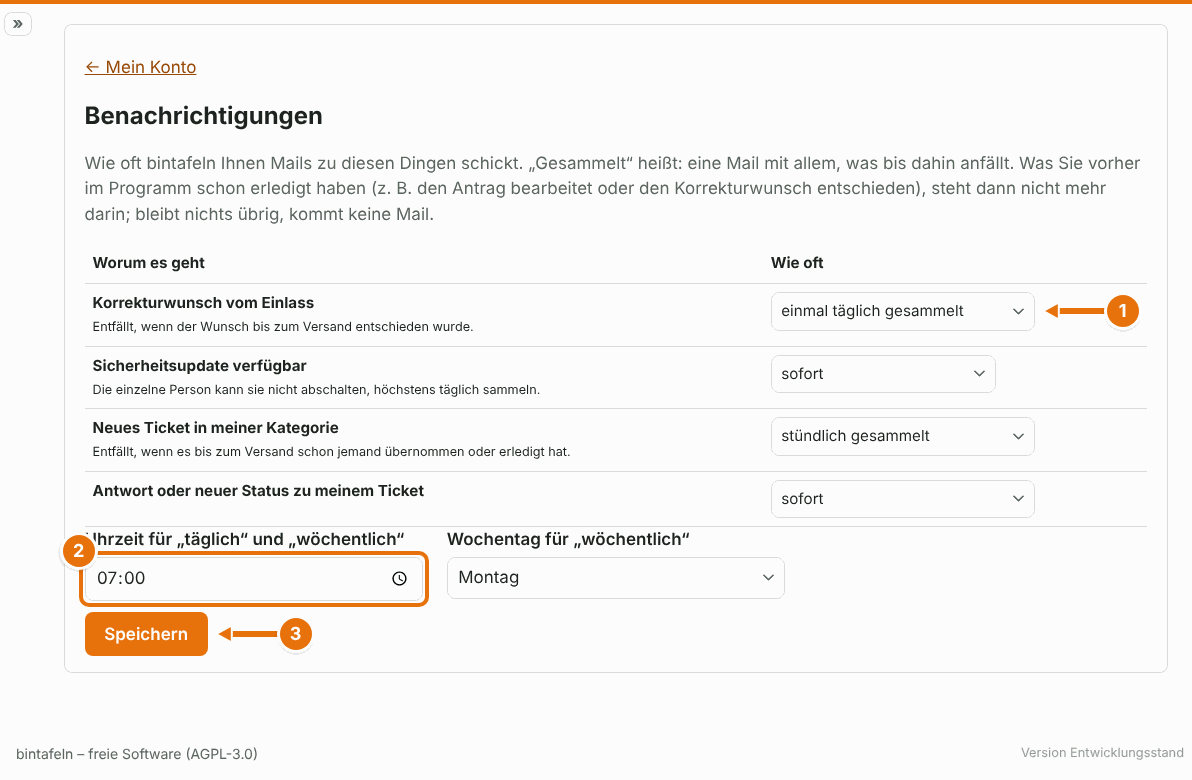 »
← Mein Konto
Benachrichtigungen
Wie oft bintafeln Ihnen Mails zu diesen Dingen schickt. „Gesammelt“ heißt: eine Mail mit allem, was bis dahin anfällt. Was Sie vorher
im Programm schon erledigt haben (z. B. den Antrag bearbeitet oder den Korrekturwunsch entschieden), steht dann nicht mehr
darin; bleibt nichts übrig, kommt keine Mail.
Worum es geht Wie oft
Korrekturwunsch vom Einlass
Entfällt, wenn der Wunsch bis zum Versand entschieden wurde.
einmal täglich gesammelt 1
Sicherheitsupdate verfügbar
Die einzelne Person kann sie nicht abschalten, höchstens täglich sammeln.
sofort
Neues Ticket in meiner Kategorie
Entfällt, wenn es bis zum Versand schon jemand übernommen oder erledigt hat.
stündlich gesammelt
Antwort oder neuer Status zu meinem Ticket
sofort
2 Uhrzeit für „täglich“ und „wöchentlich“ Wochentag für „wöchentlich“
07:00 Montag
Speichern 3
bintafeln – freie Software (AGPL-3.0) Version Entwicklungsstand